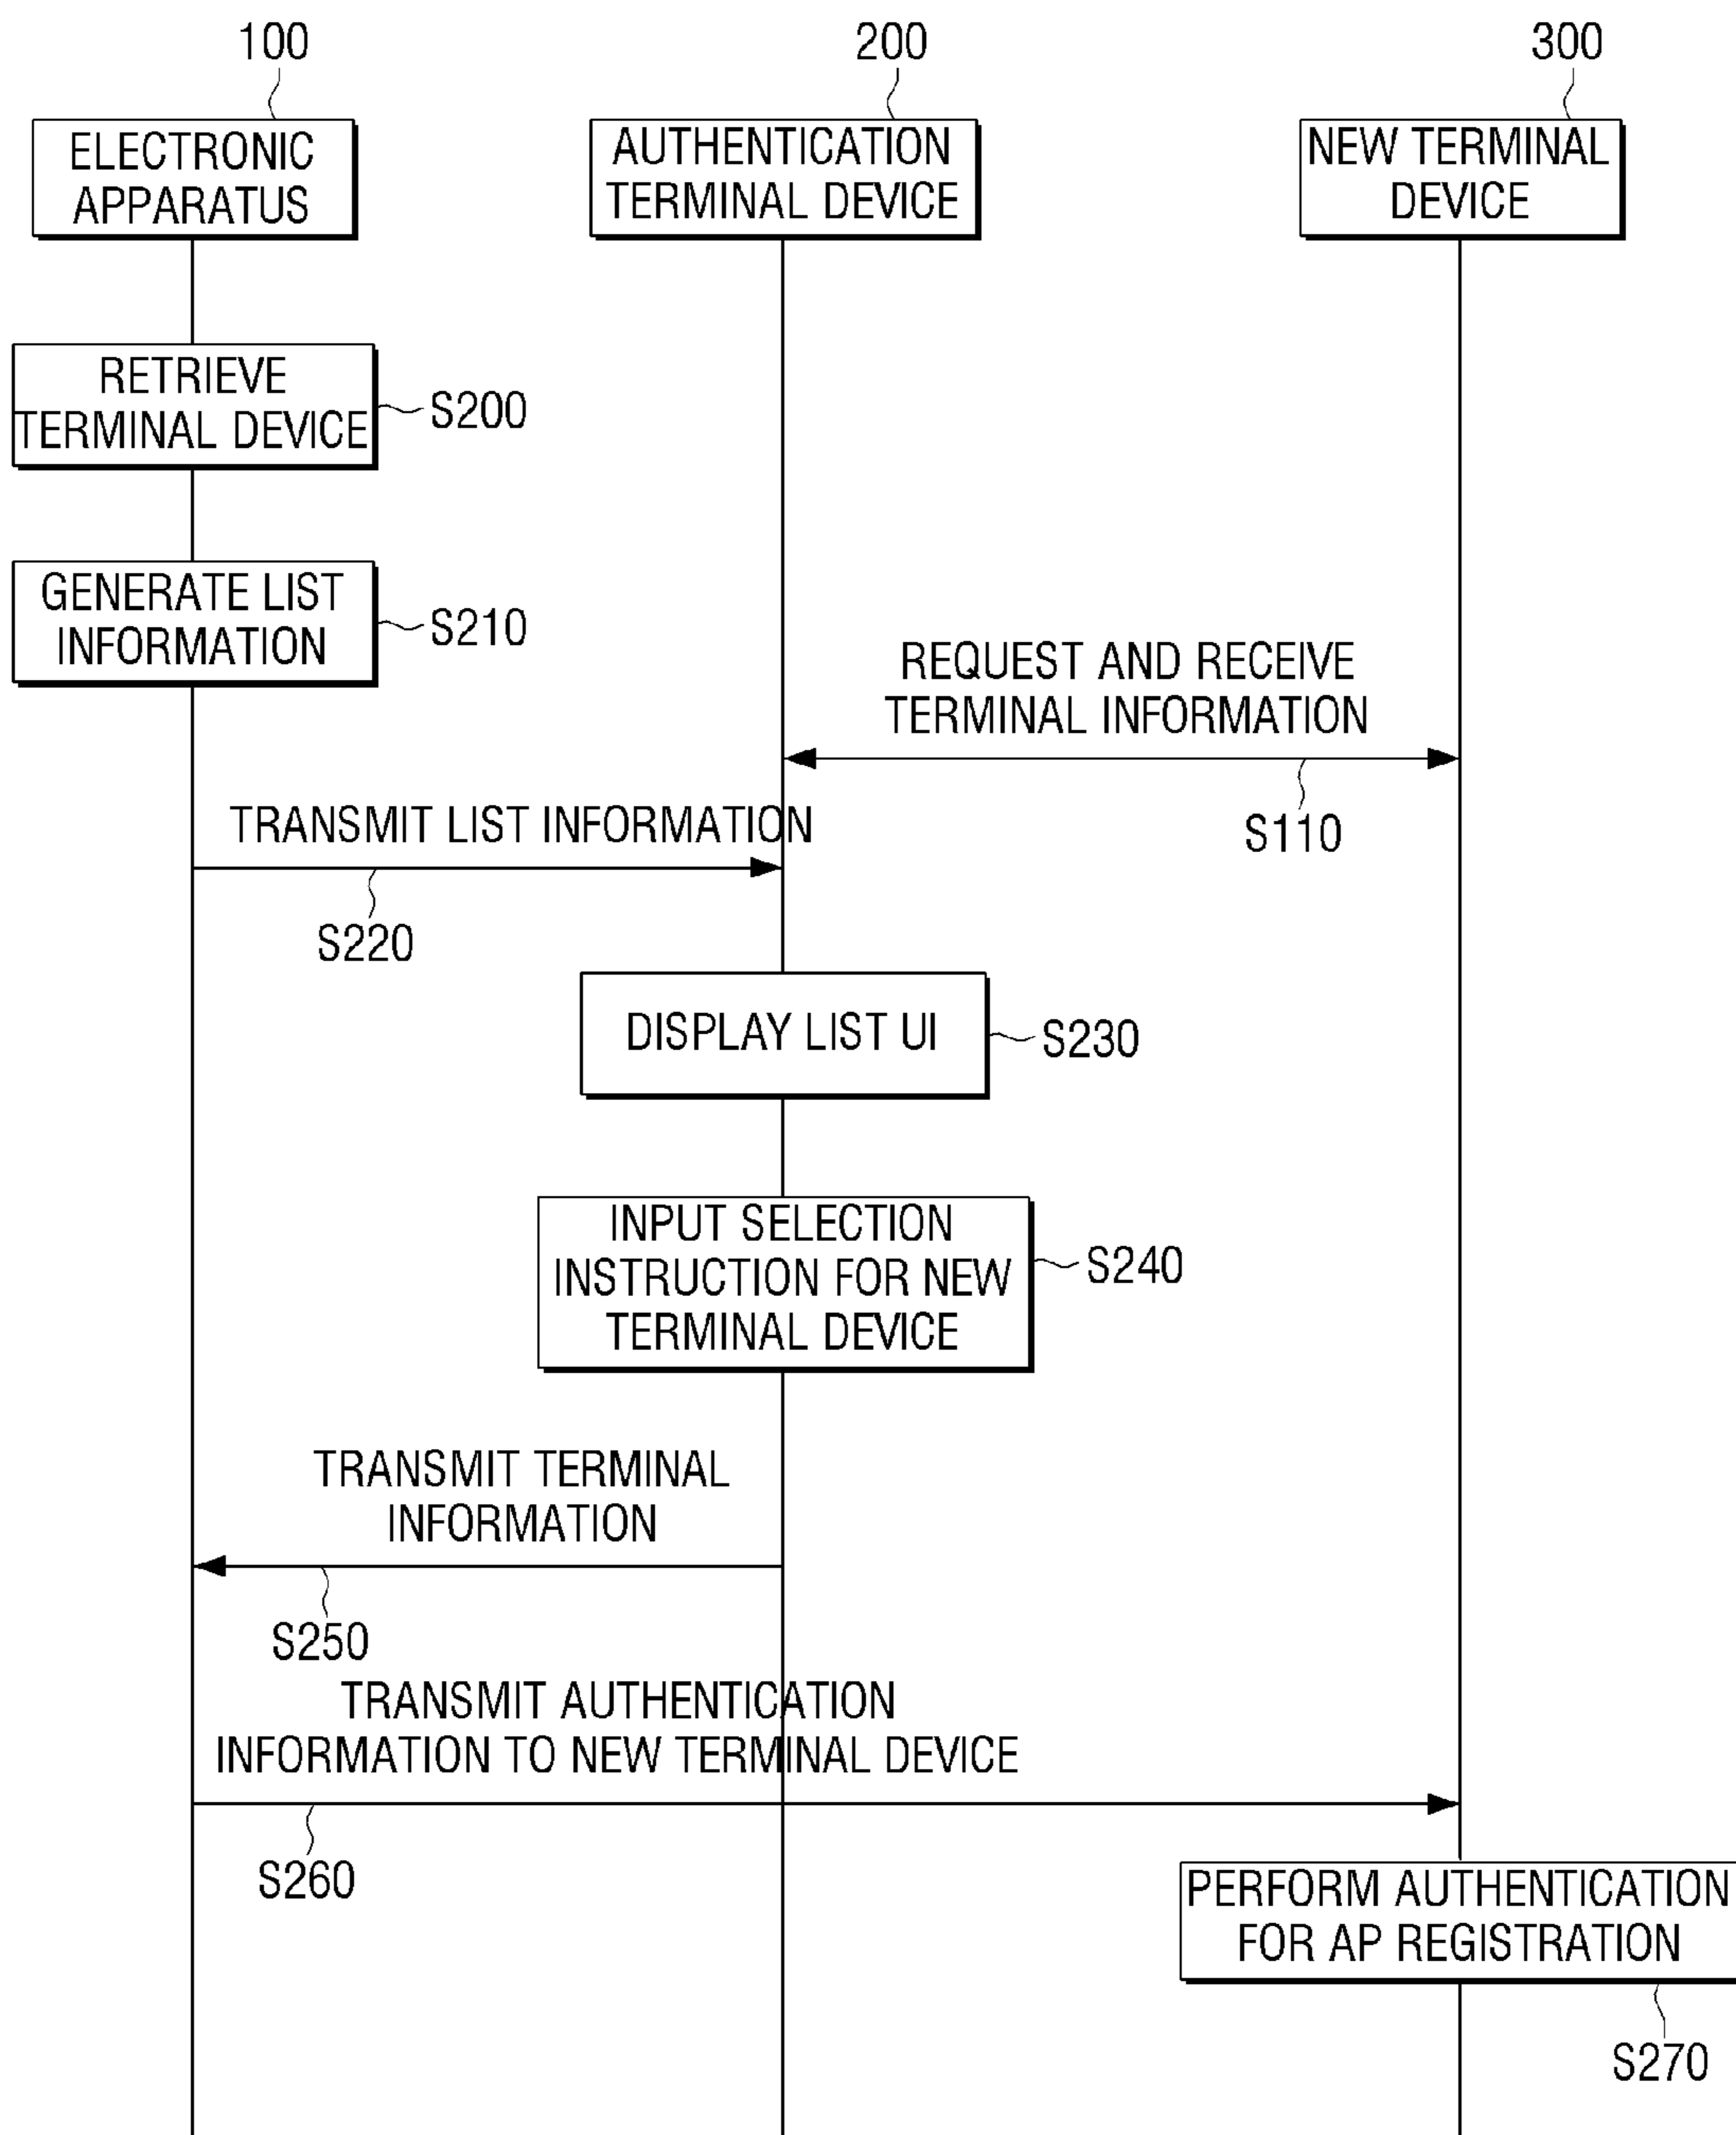 100
200
300
ELECTRONIC
APPARATUS
AUTHENTICATION
TERMINAL DEVICE
NEW TERMINAL
DEVICE
RETRIEVE
TERMINAL DEVICE
S200
GENERATE LIST
INFORMATION
S210
REQUEST AND RECEIVE
TERMINAL INFORMATION
S110
TRANSMIT LIST INFORMATION
S220
DISPLAY LIST UI
S230
INPUT SELECTION
INSTRUCTION FOR NEW
TERMINAL DEVICE
S240
TRANSMIT TERMINAL
INFORMATION
S250
TRANSMIT AUTHENTICATION
INFORMATION TO NEW TERMINAL DEVICE
S260
PERFORM AUTHENTICATION
FOR AP REGISTRATION
S270